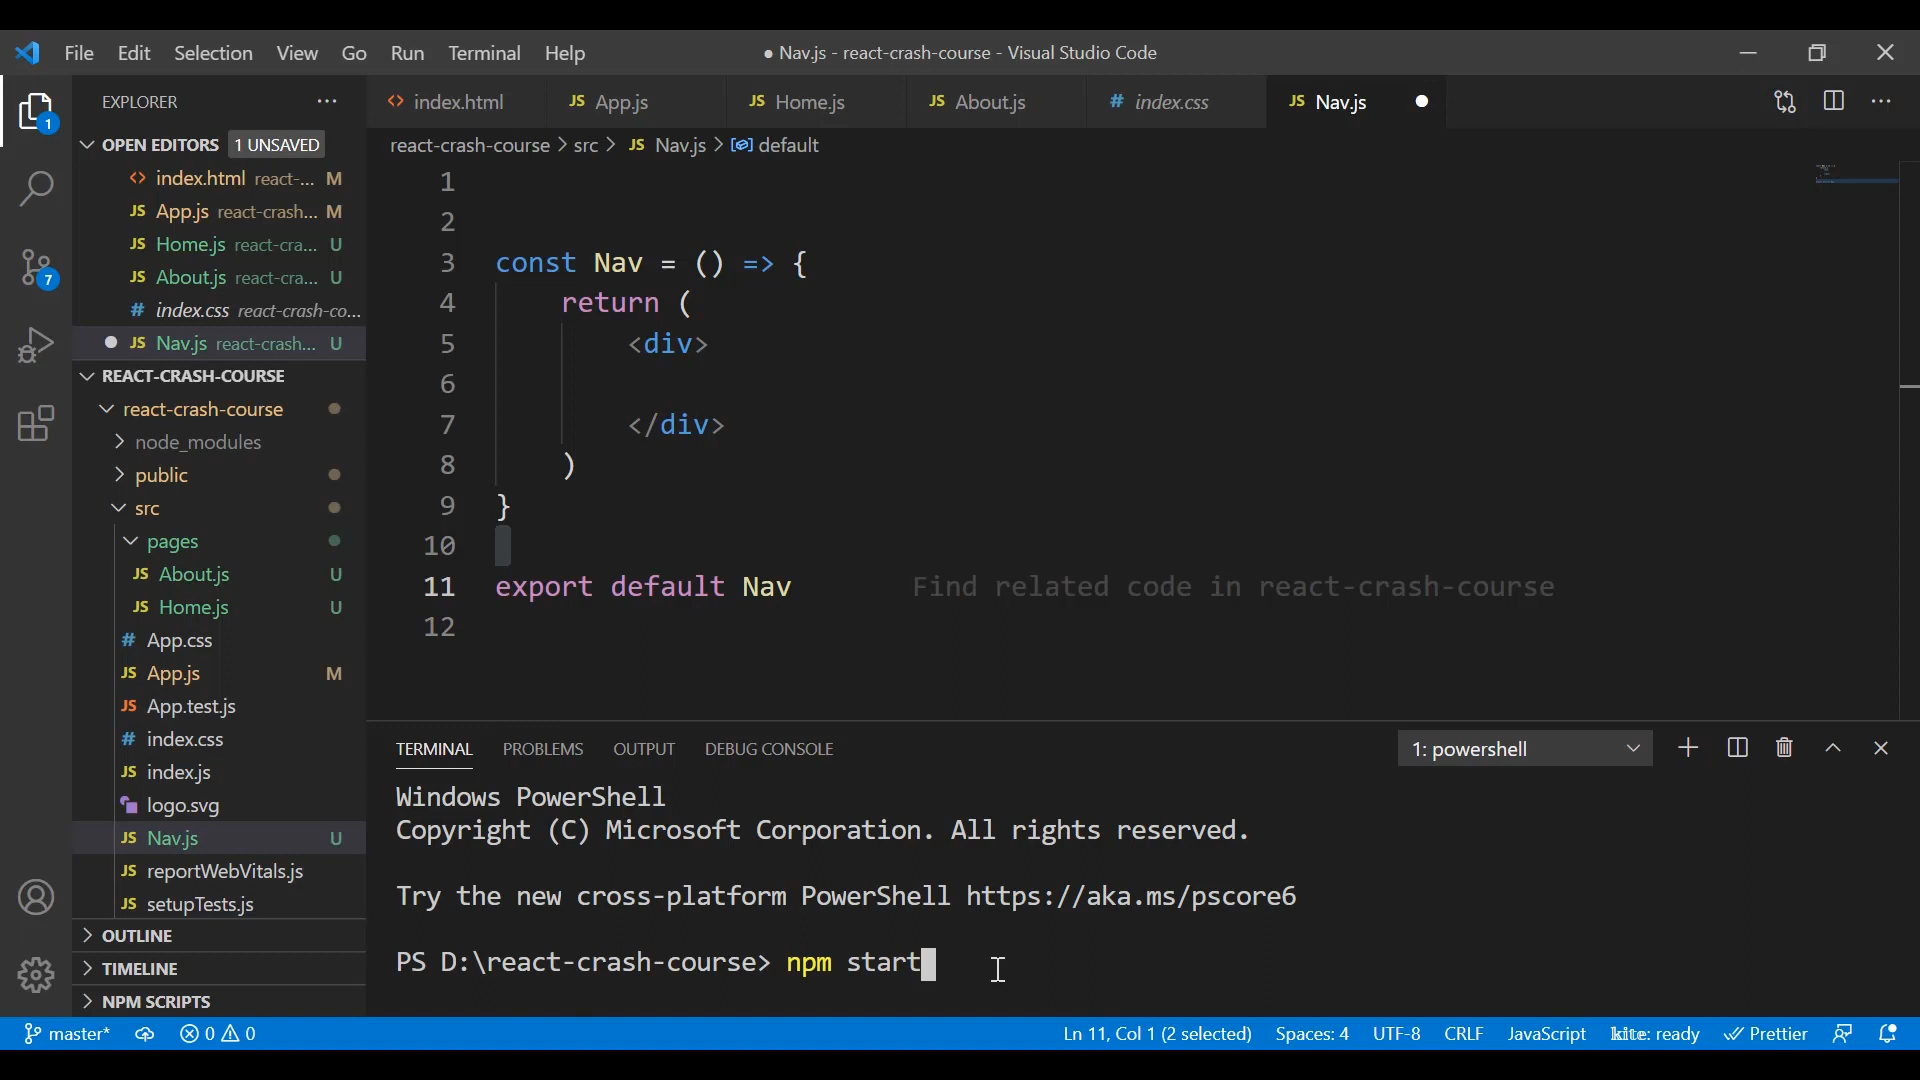 File Edit Selection View Go Run Terminal Help
● Nav.js - react-crash-course - Visual Studio Code
EXPLORER
index.html
App.js
Home.js
About.js
index.css
Nav.js
OPEN EDITORS 1 UNSAVED
index.html react-... M
App.js react-crash... M
Home.js react-cra... U
About.js react-cra... U
index.css react-crash-co...
Nav.js react-crash... U
REACT-CRASH-COURSE
react-crash-course
node_modules
public
src
pages
About.js U
Home.js U
App.css
App.js M
App.test.js
index.css
index.js
logo.svg
Nav.js U
reportWebVitals.js
setupTests.js
OUTLINE
TIMELINE
NPM SCRIPTS
1
7
react-crash-course > src > JS Nav.js > default
1
2
3 const Nav = () => {
4 return (
5 <div>
6
7 </div>
8 )
9 }
10
11 export default Nav Find related code in react-crash-course
12
TERMINAL PROBLEMS OUTPUT DEBUG CONSOLE
1: powershell
Windows PowerShell
Copyright (C) Microsoft Corporation. All rights reserved.
Try the new cross-platform PowerShell https://aka.ms/pscore6
PS D:\react-crash-course> npm start
master* 0 0 Ln 11, Col 1 (2 selected) Spaces: 4 UTF-8 CRLF JavaScript kite: ready Prettier